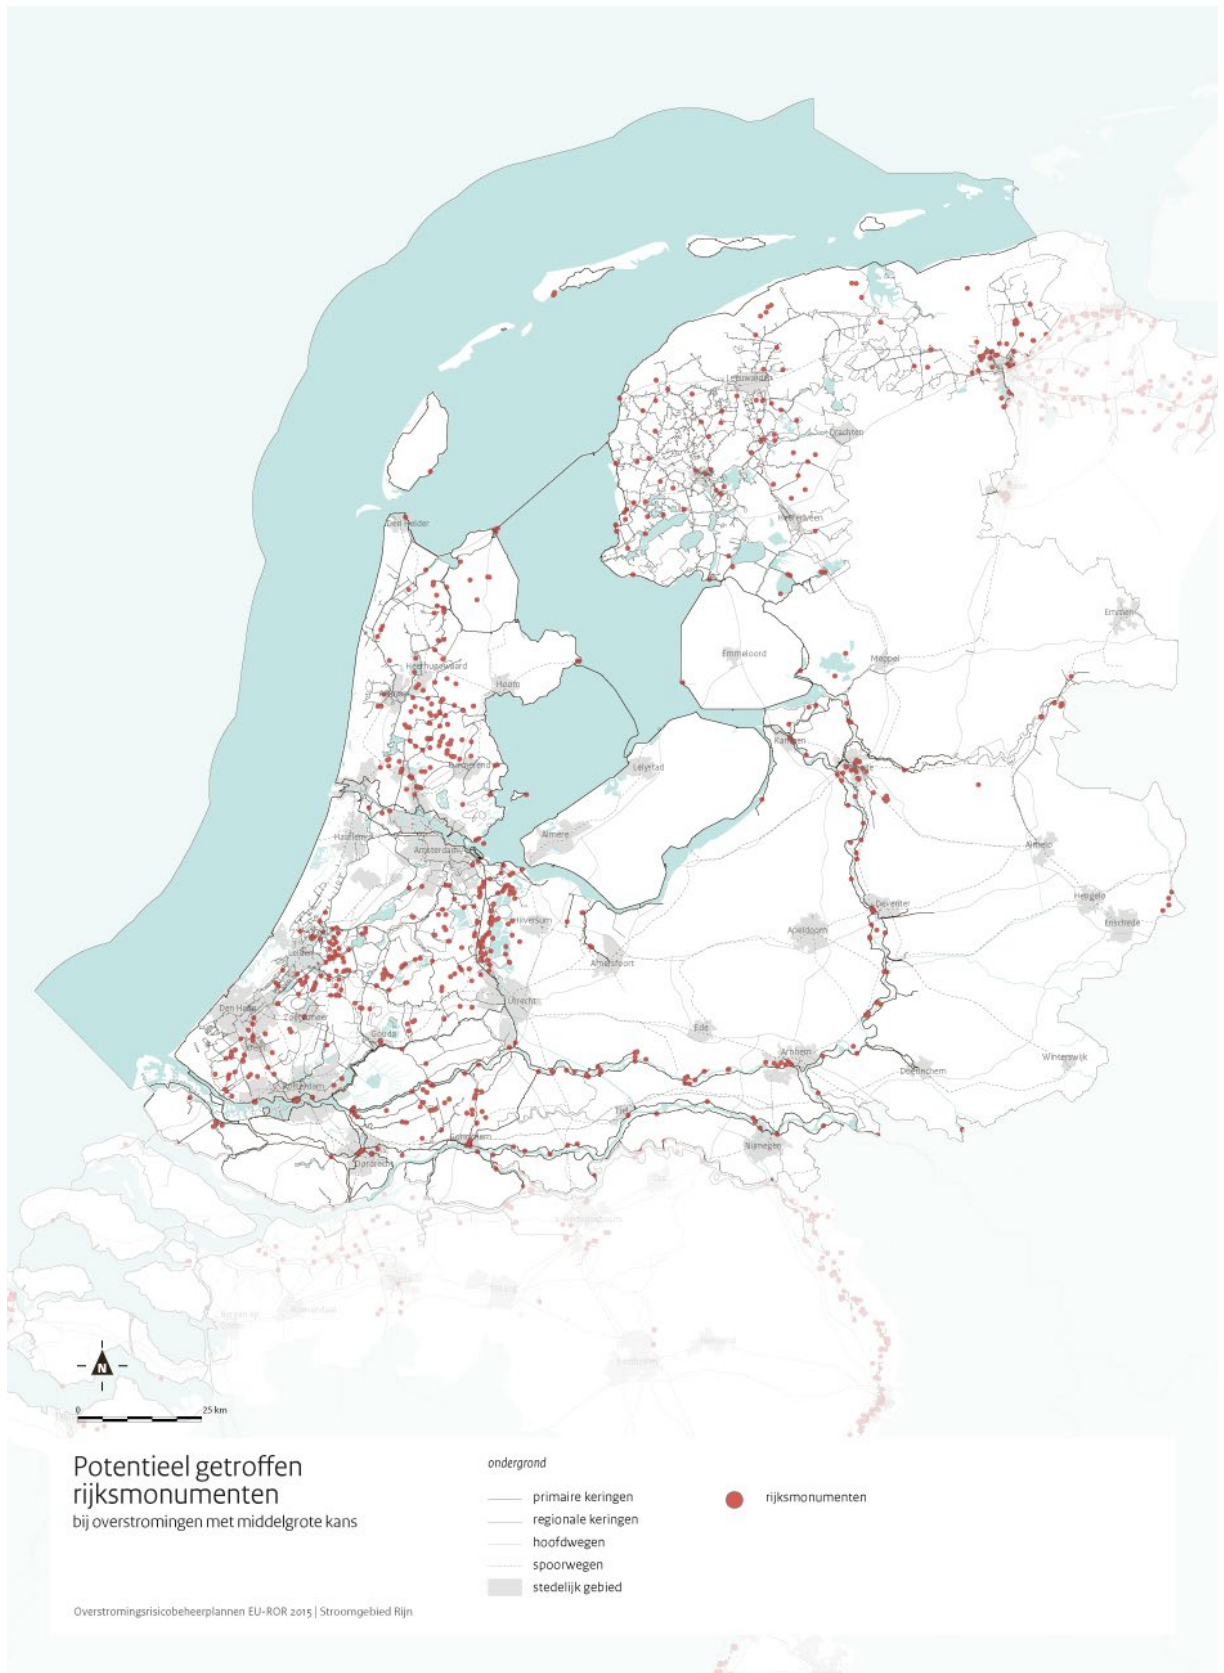 Leeuwarden
Drachten
Den Helder
Heerenveen
Emmen
Emmeloord
Meppel
Heerhugowaard
Hoorn
Kampen
Purmerend
Lelystad
Haarlem
Almere
Amsterdam
Almelo
Hilversum
Apeldoorn
Deventer
Hengelo
Enschede
Leiden
Amersfoort
Den Haag
Zoetermeer
Utrecht
Gouda
Ede
Arnhem
Winterswijk
Doetinchem
Rotterdam
Tiel
Gorinchem
Nijmegen
Dordrecht
Oss
N
0
25 km
Potentieel getroffen
rijksmonumenten
bij overstromingen met middelgrote kans
ondergrond
primaire keringen
regionale keringen
hoofdwegen
spoorwegen
stedelijk gebied
rijksmonumenten
Overstromingsrisicobeheerplannen EU-ROR 2015 | Stroomgebied Rijn